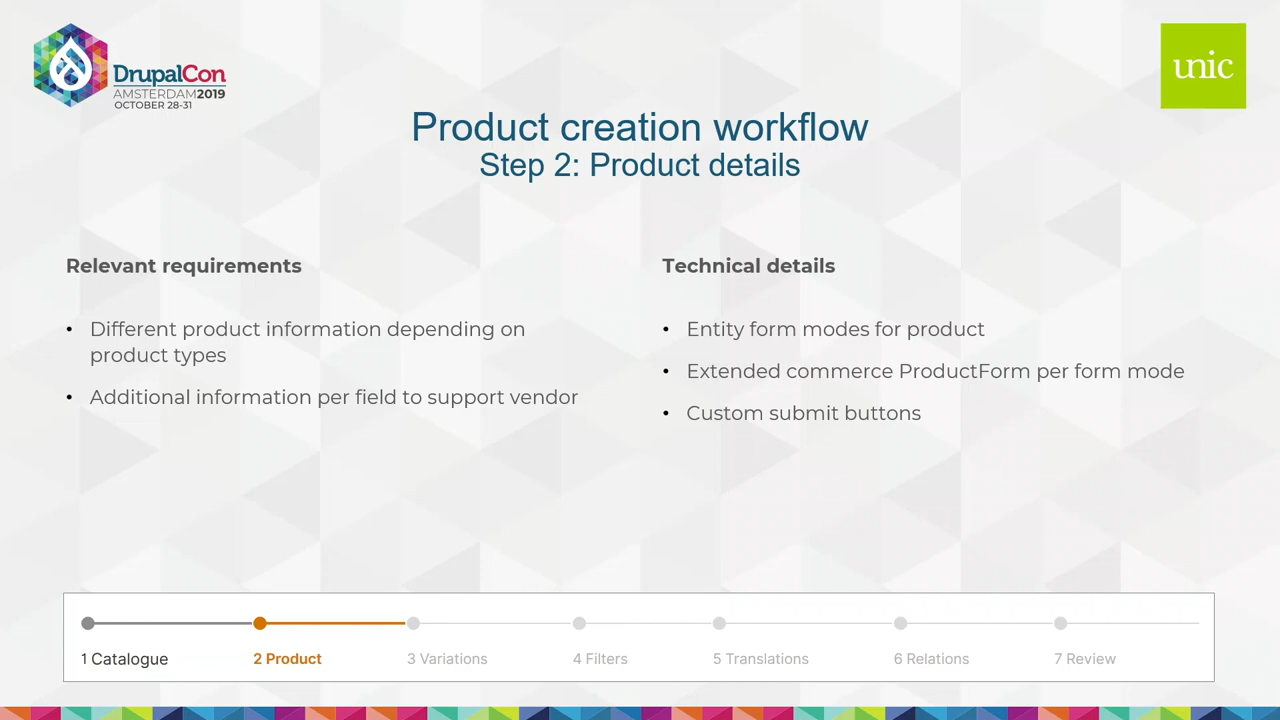 DrupalCon
AMSTERDAM2019
OCTOBER 28-31
unic
Product creation workflow
Step 2: Product details
Relevant requirements
• Different product information depending on
product types
• Additional information per field to support vendor
Technical details
• Entity form modes for product
• Extended commerce ProductForm per form mode
• Custom submit buttons
1 Catalogue
2 Product
3 Variations
4 Filters
5 Translations
6 Relations
7 Review